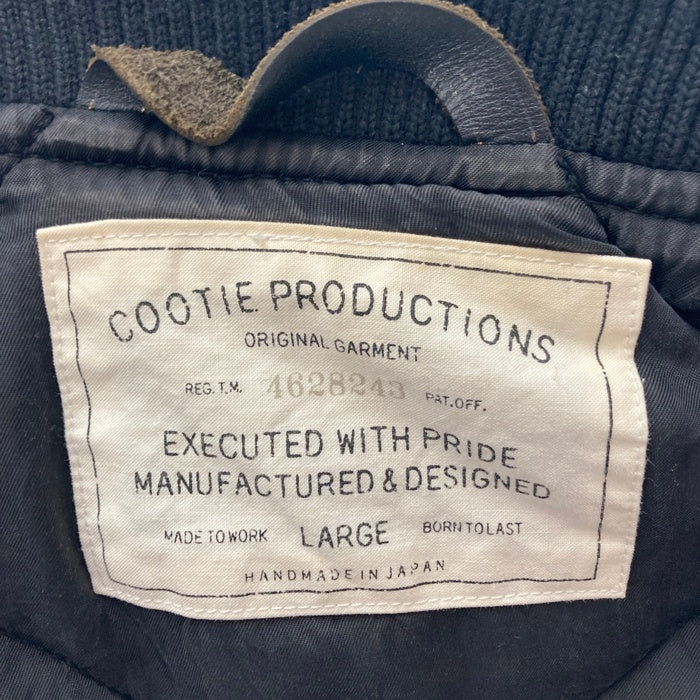 COOTIE PRODUCTIONS
ORIGINAL GARMENT
REG. T.M. 4628243 PAT. OFF.
EXECUTED WITH PRIDE
MANUFACTURED & DESIGNED
MADE TO WORK LARGE BORN TO LAST
HANDMADE IN JAPAN